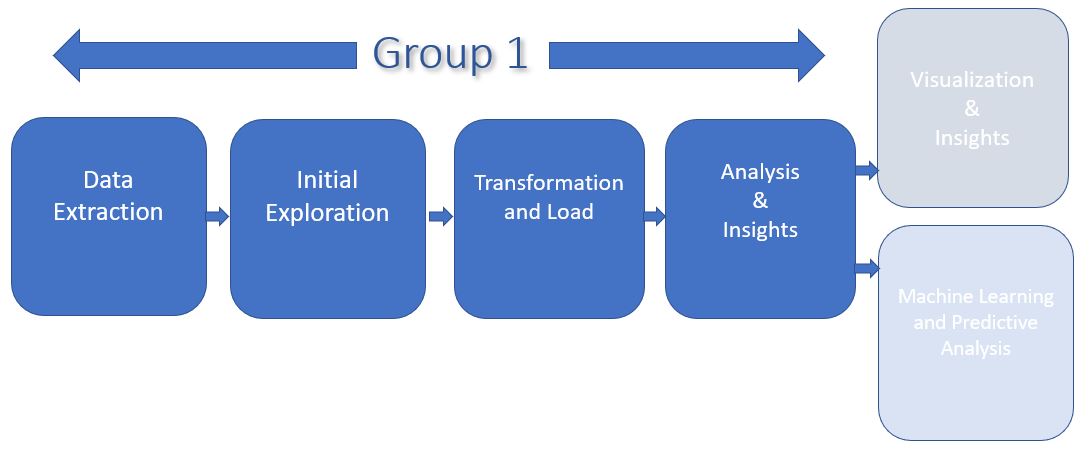 Group 1
Data
Extraction
Initial
Exploration
Transformation
and Load
Analysis
&
Insights
Visualization
&
Insights
Machine Learning
and Predictive
Analysis